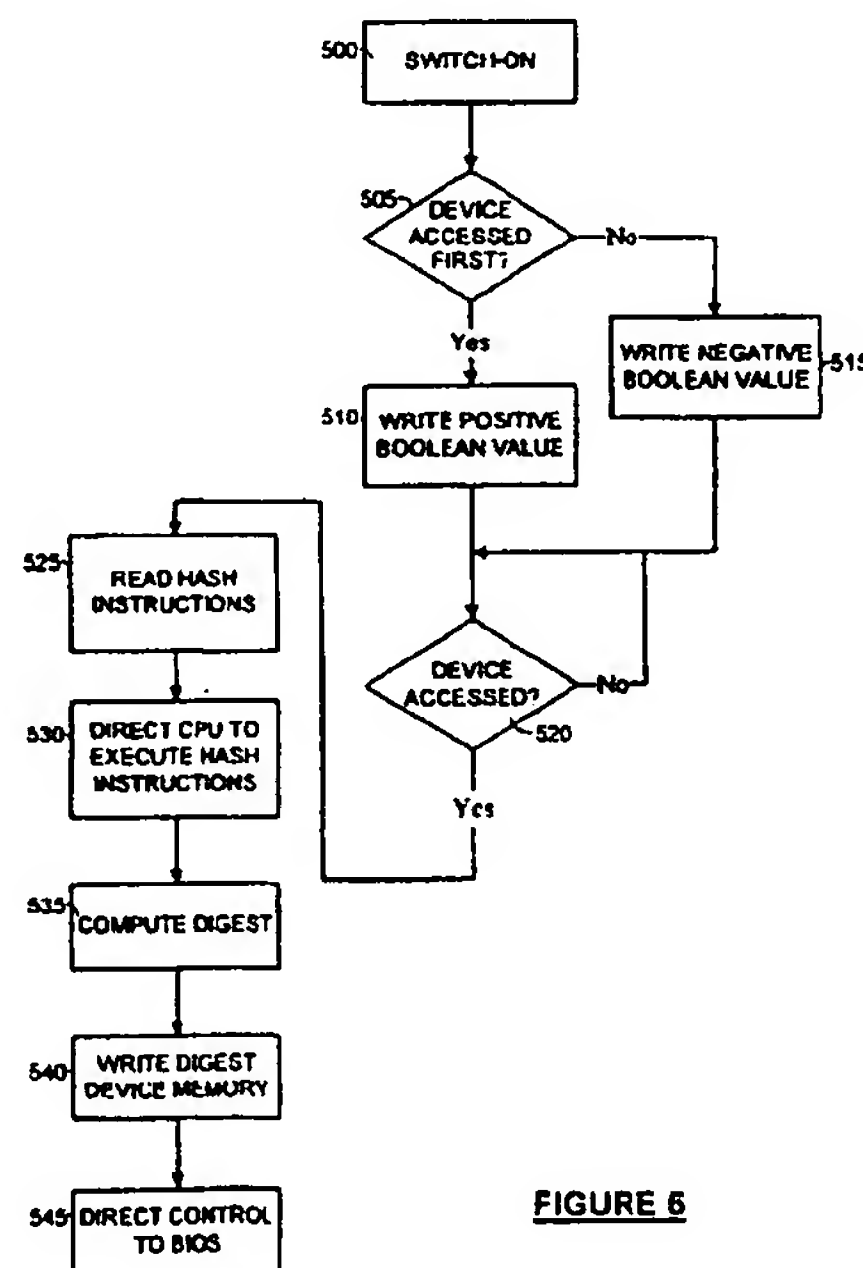 500
SWITCH-ON
505
DEVICE
ACCESSED
FIRST?
No
Yes
WRITE NEGATIVE
BOOLEAN VALUE
515
510
WRITE POSITIVE
BOOLEAN VALUE
525
READ HASH
INSTRUCTIONS
DEVICE
ACCESSED?
No
520
Yes
530
DIRECT CPU TO
EXECUTE HASH
INSTRUCTIONS
535
COMPUTE DIGEST
540
WRITE DIGEST
DEVICE MEMORY
545
DIRECT CONTROL
TO BIOS
FIGURE 5